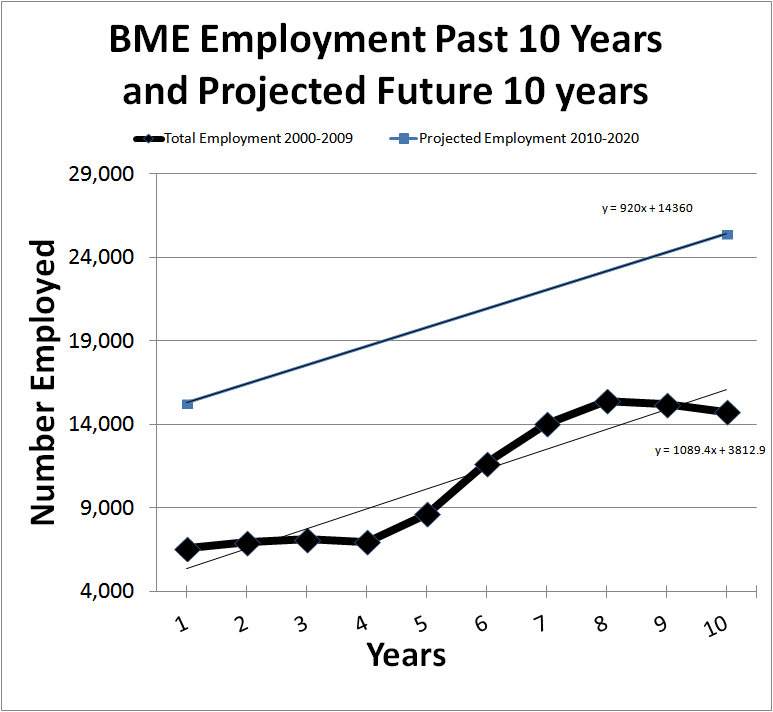 BME Employment Past 10 Years
and Projected Future 10 years
Total Employment 2000-2009
Projected Employment 2010-2020
29,000
24,000
19,000
14,000
9,000
4,000
Number Employed
y = 920x + 14360
y = 1089.4x + 3812.9
1 2 3 4 5 6 7 8 9 10
Years